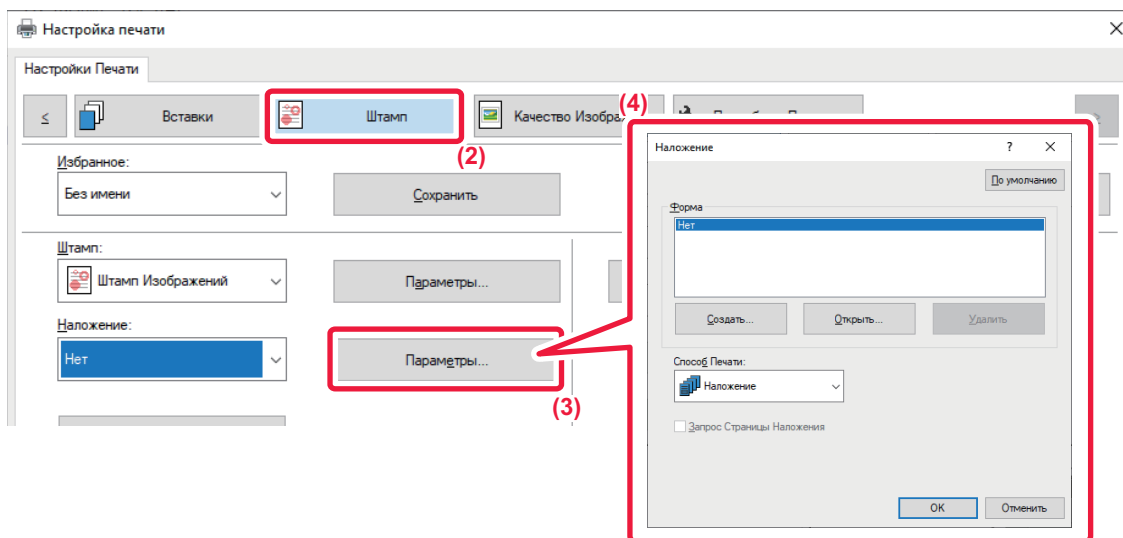 Настройка печати
Настройки Печати
≤ Вставки Штамп Качество Изобра
(4)
(2)
Избранное:
Без имени
Сохранить
Штамп:
Штамп Изображений
Параметры...
Наложение:
Нет
Параметры...
(3)
Наложение ?
По умолчанию
Форма
Нет
Создать... Открыть... Удалить
Способ Печати:
Наложение
Запрос Страницы Наложения
OK Отменить